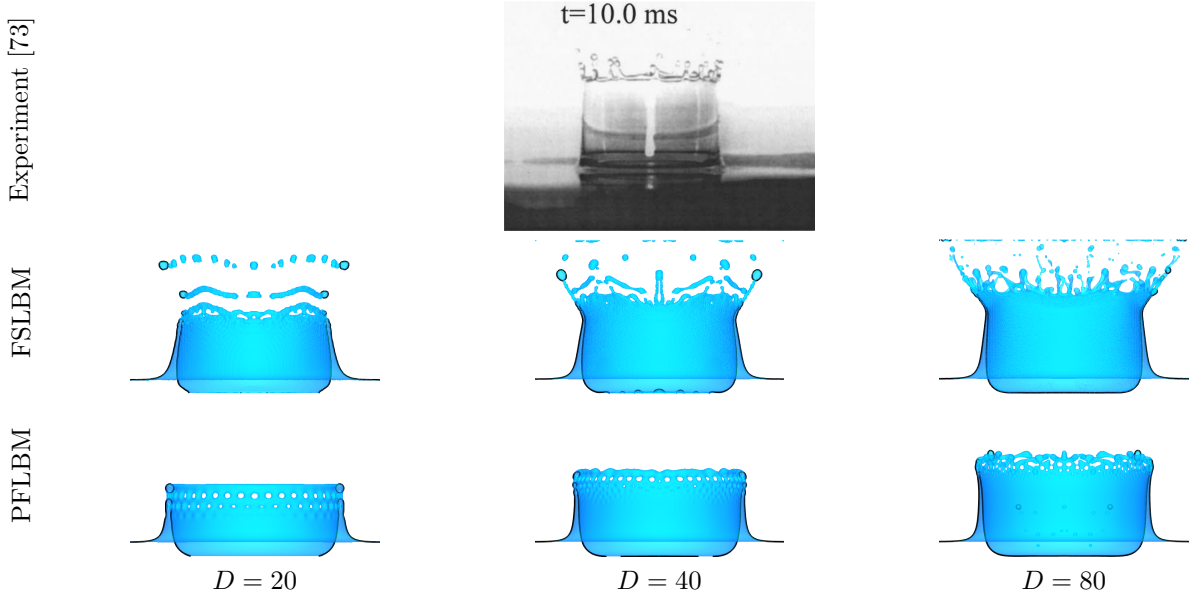 t=10.0 ms
Experiment [73]
FSLBM
PFLBM
D = 20
D = 40
D = 80